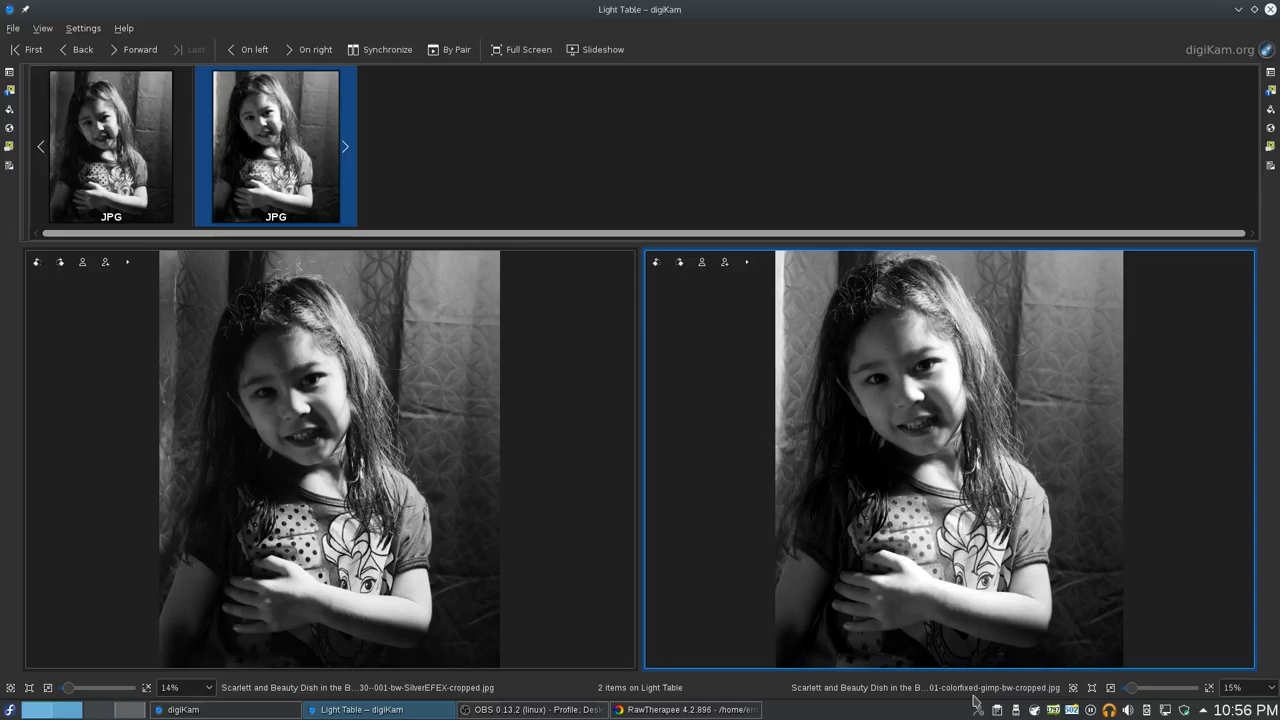 Light Table – digiKam
File View Settings Help
First Back Forward Last On left On right Synchronize By Pair Full Screen Slideshow digiKam.org
JPG JPG
14% Scarlett and Beauty Dish in the B...30--001-bw-SilverEFEX-cropped.jpg 2 items on Light Table Scarlett and Beauty Dish in the B...01-colorfixed-gimp-bw-cropped.jpg 15%
digiKam Light Table – digiKam OBS 0.13.2 (linux) - Profile: Desk RawTherapee 4.2.896 - /home/err 10:56 PM